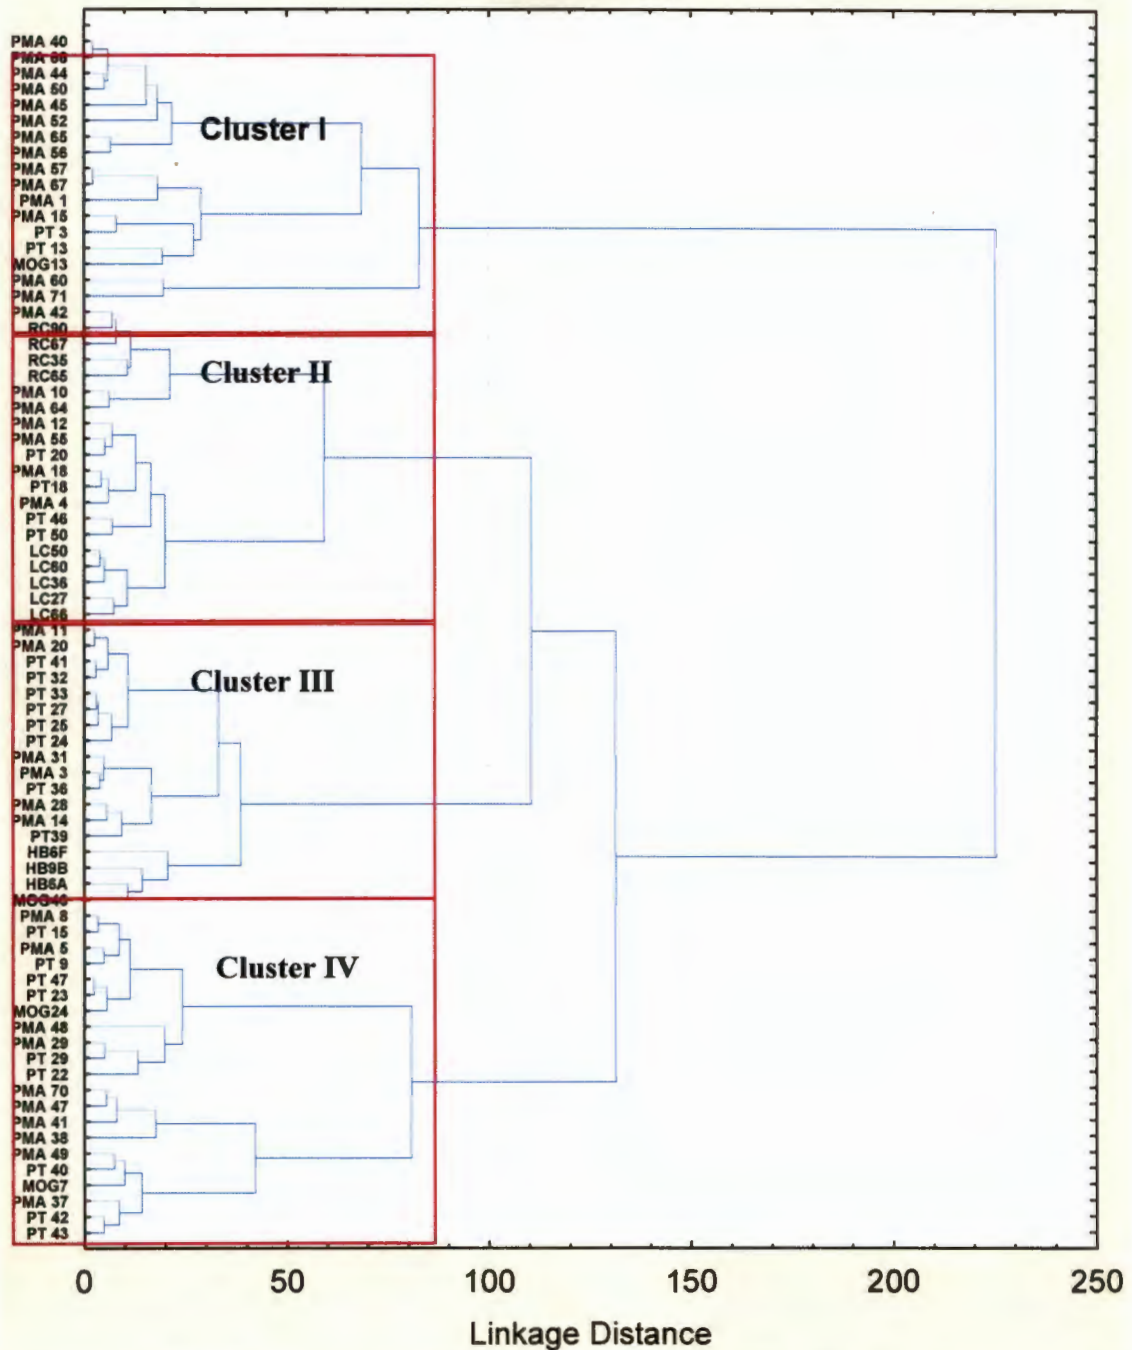 PMA 40
PMA 66
PMA 44
PMA 50
PMA 45
PMA 52
Cluster I
PMA 65
PMA 56
PMA 57
PMA 67
PMA 1
PMA 15
PT 3
PT 13
MOG13
PMA 60
PMA 71
PMA 42
RC90
RC67
RC35
Cluster II
RC65
PMA 10
PMA 64
PMA 12
PMA 55
PT 20
PMA 18
PT18
PMA 4
PT 46
PT 50
LC50
LC60
LC36
LC27
LC66
PMA 11
PMA 20
PT 41
PT 32
Cluster III
PT 33
PT 27
PT 25
PT 24
PMA 31
PMA 3
PT 36
PMA 28
PMA 14
PT39
HB6F
HB9B
HB6A
MOG40
PMA 8
PT 15
PMA 5
PT 9
Cluster IV
PT 47
PT 23
MOG24
PMA 48
PMA 29
PT 29
PT 22
PMA 70
PMA 47
PMA 41
PMA 38
PMA 49
PT 40
MOG7
PMA 37
PT 42
PT 43
0 50 100 150 200 250
Linkage Distance